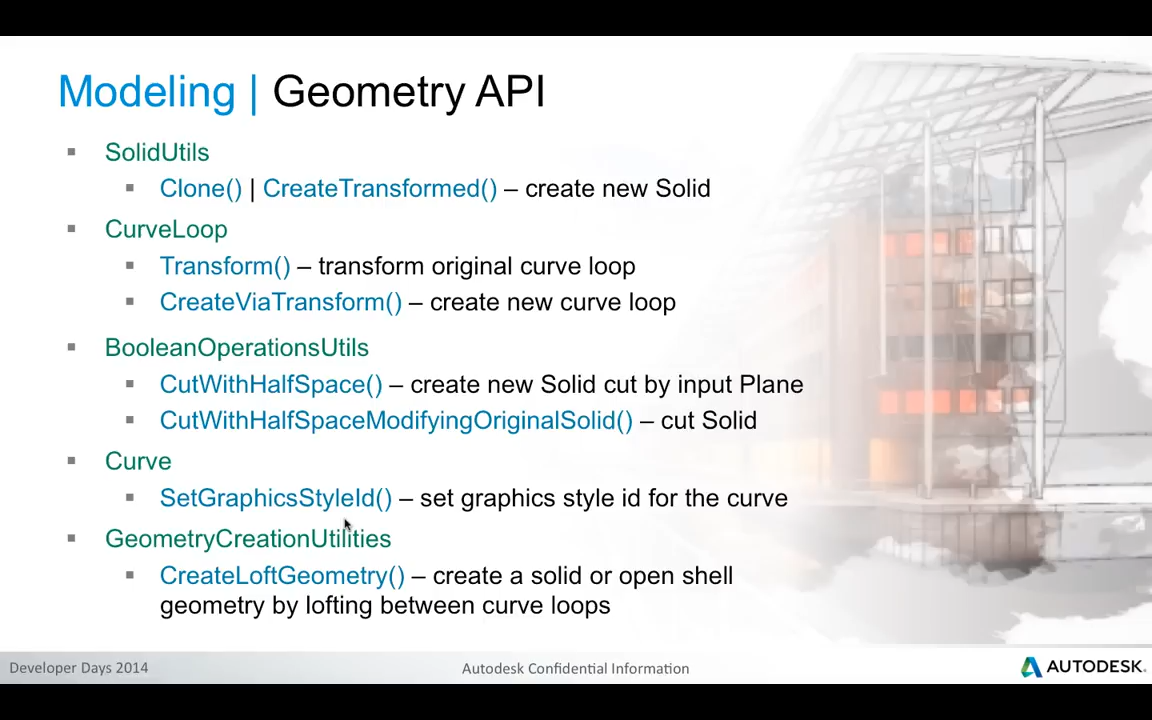 Modeling | Geometry API
▪ SolidUtils
▪ Clone() | CreateTransformed() – create new Solid
▪ CurveLoop
▪ Transform() – transform original curve loop
▪ CreateViaTransform() – create new curve loop
▪ BooleanOperationsUtils
▪ CutWithHalfSpace() – create new Solid cut by input Plane
▪ CutWithHalfSpaceModifyingOriginalSolid() – cut Solid
▪ Curve
▪ SetGraphicsStyleId() – set graphics style id for the curve
▪ GeometryCreationUtilities
▪ CreateLoftGeometry() – create a solid or open shell
geometry by lofting between curve loops
Developer Days 2014
Autodesk Confidential Information
AUTODESK.